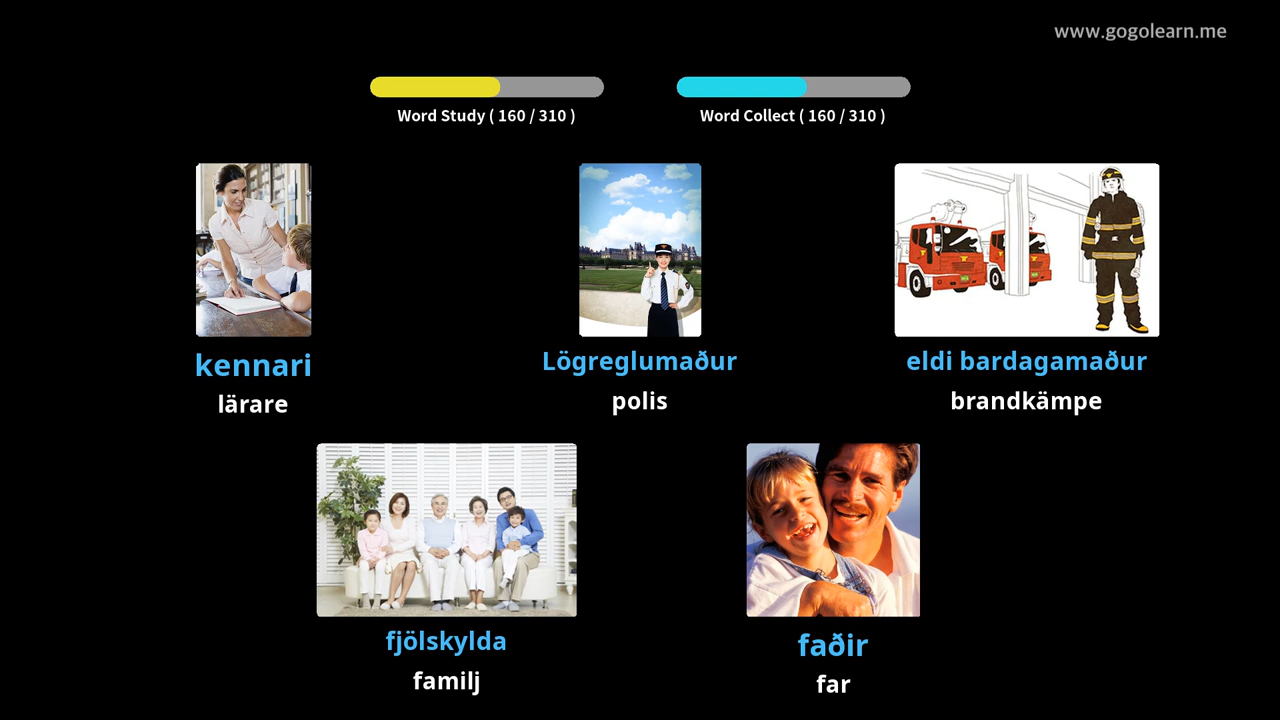 www.gogolearn.me
Word Study ( 160 / 310 )
Word Collect ( 160 / 310 )
kennari
lärare
Lögreglumaður
polis
eldi bardagamaður
brandkämpe
fjölskylda
familj
faðir
far